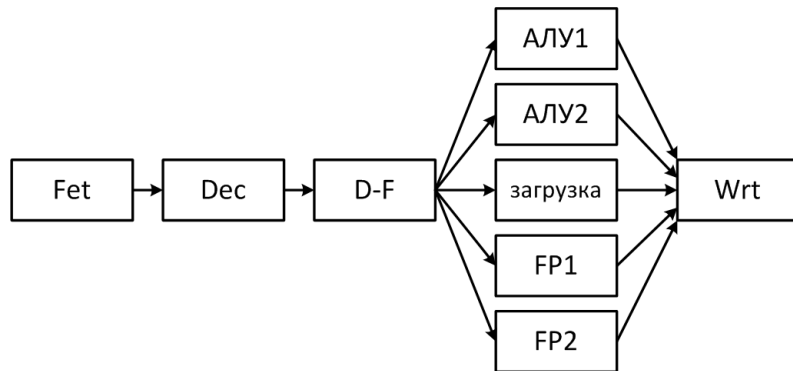 АЛУ1
АЛУ2
Fet
Dec
D-F
загрузка
Wrt
FP1
FP2